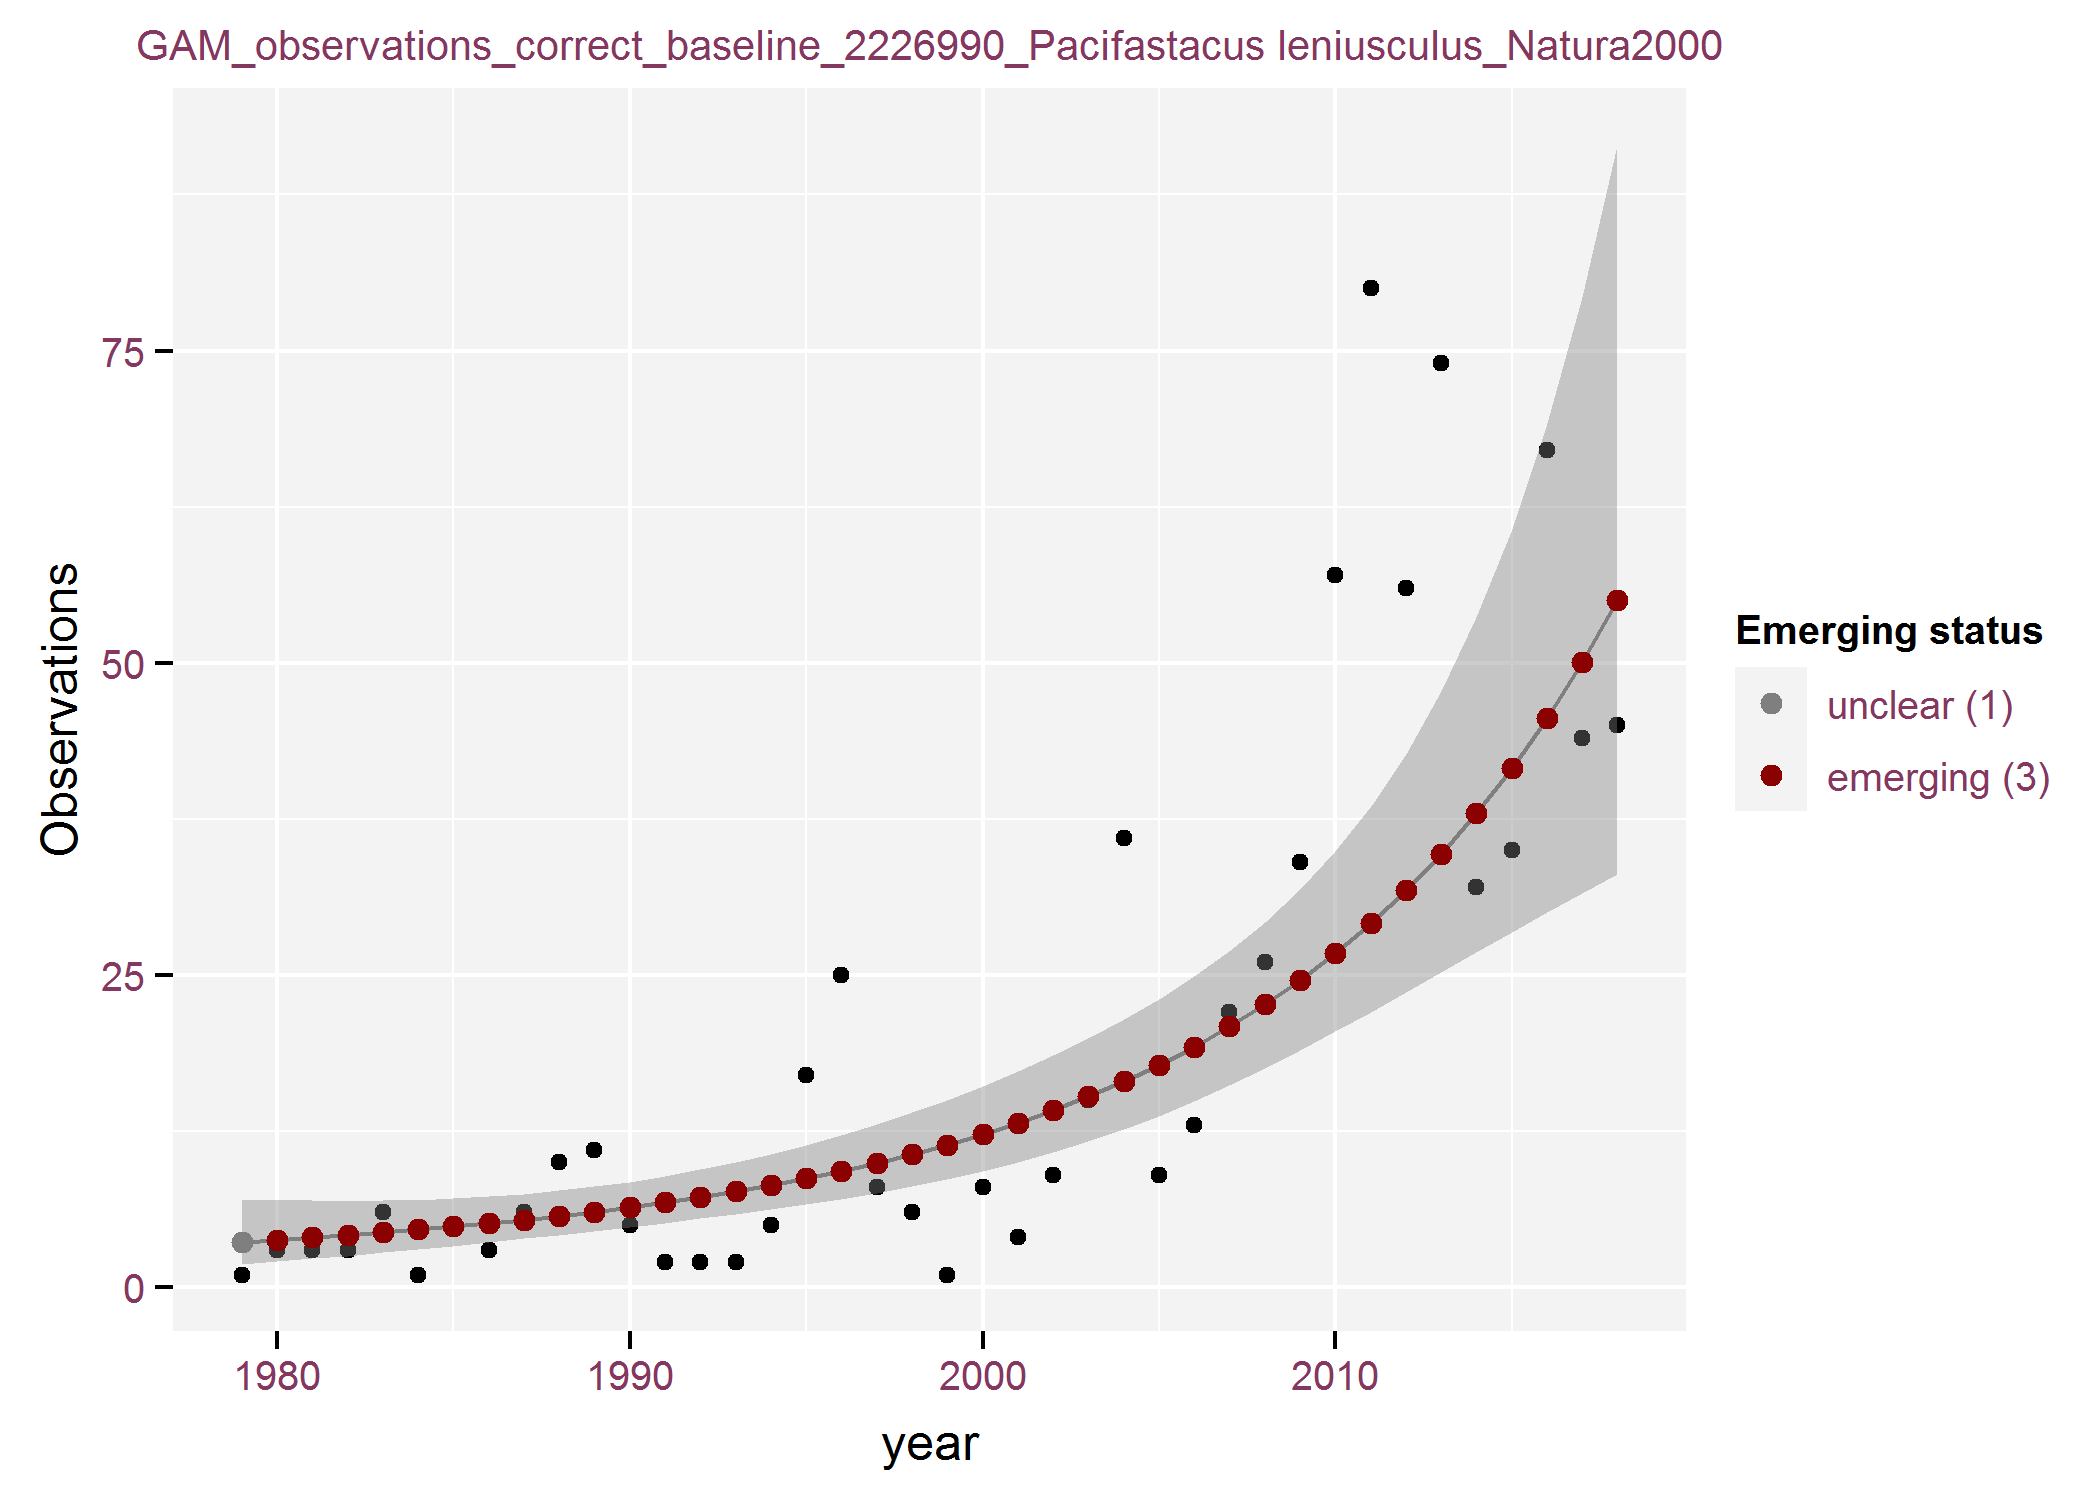 GAM_observations_correct_baseline_2226990_Pacifastacus leniusculus_Natura2000
Observations
75
50
25
0
1980 1990 2000 2010
year
Emerging status
unclear (1)
emerging (3)